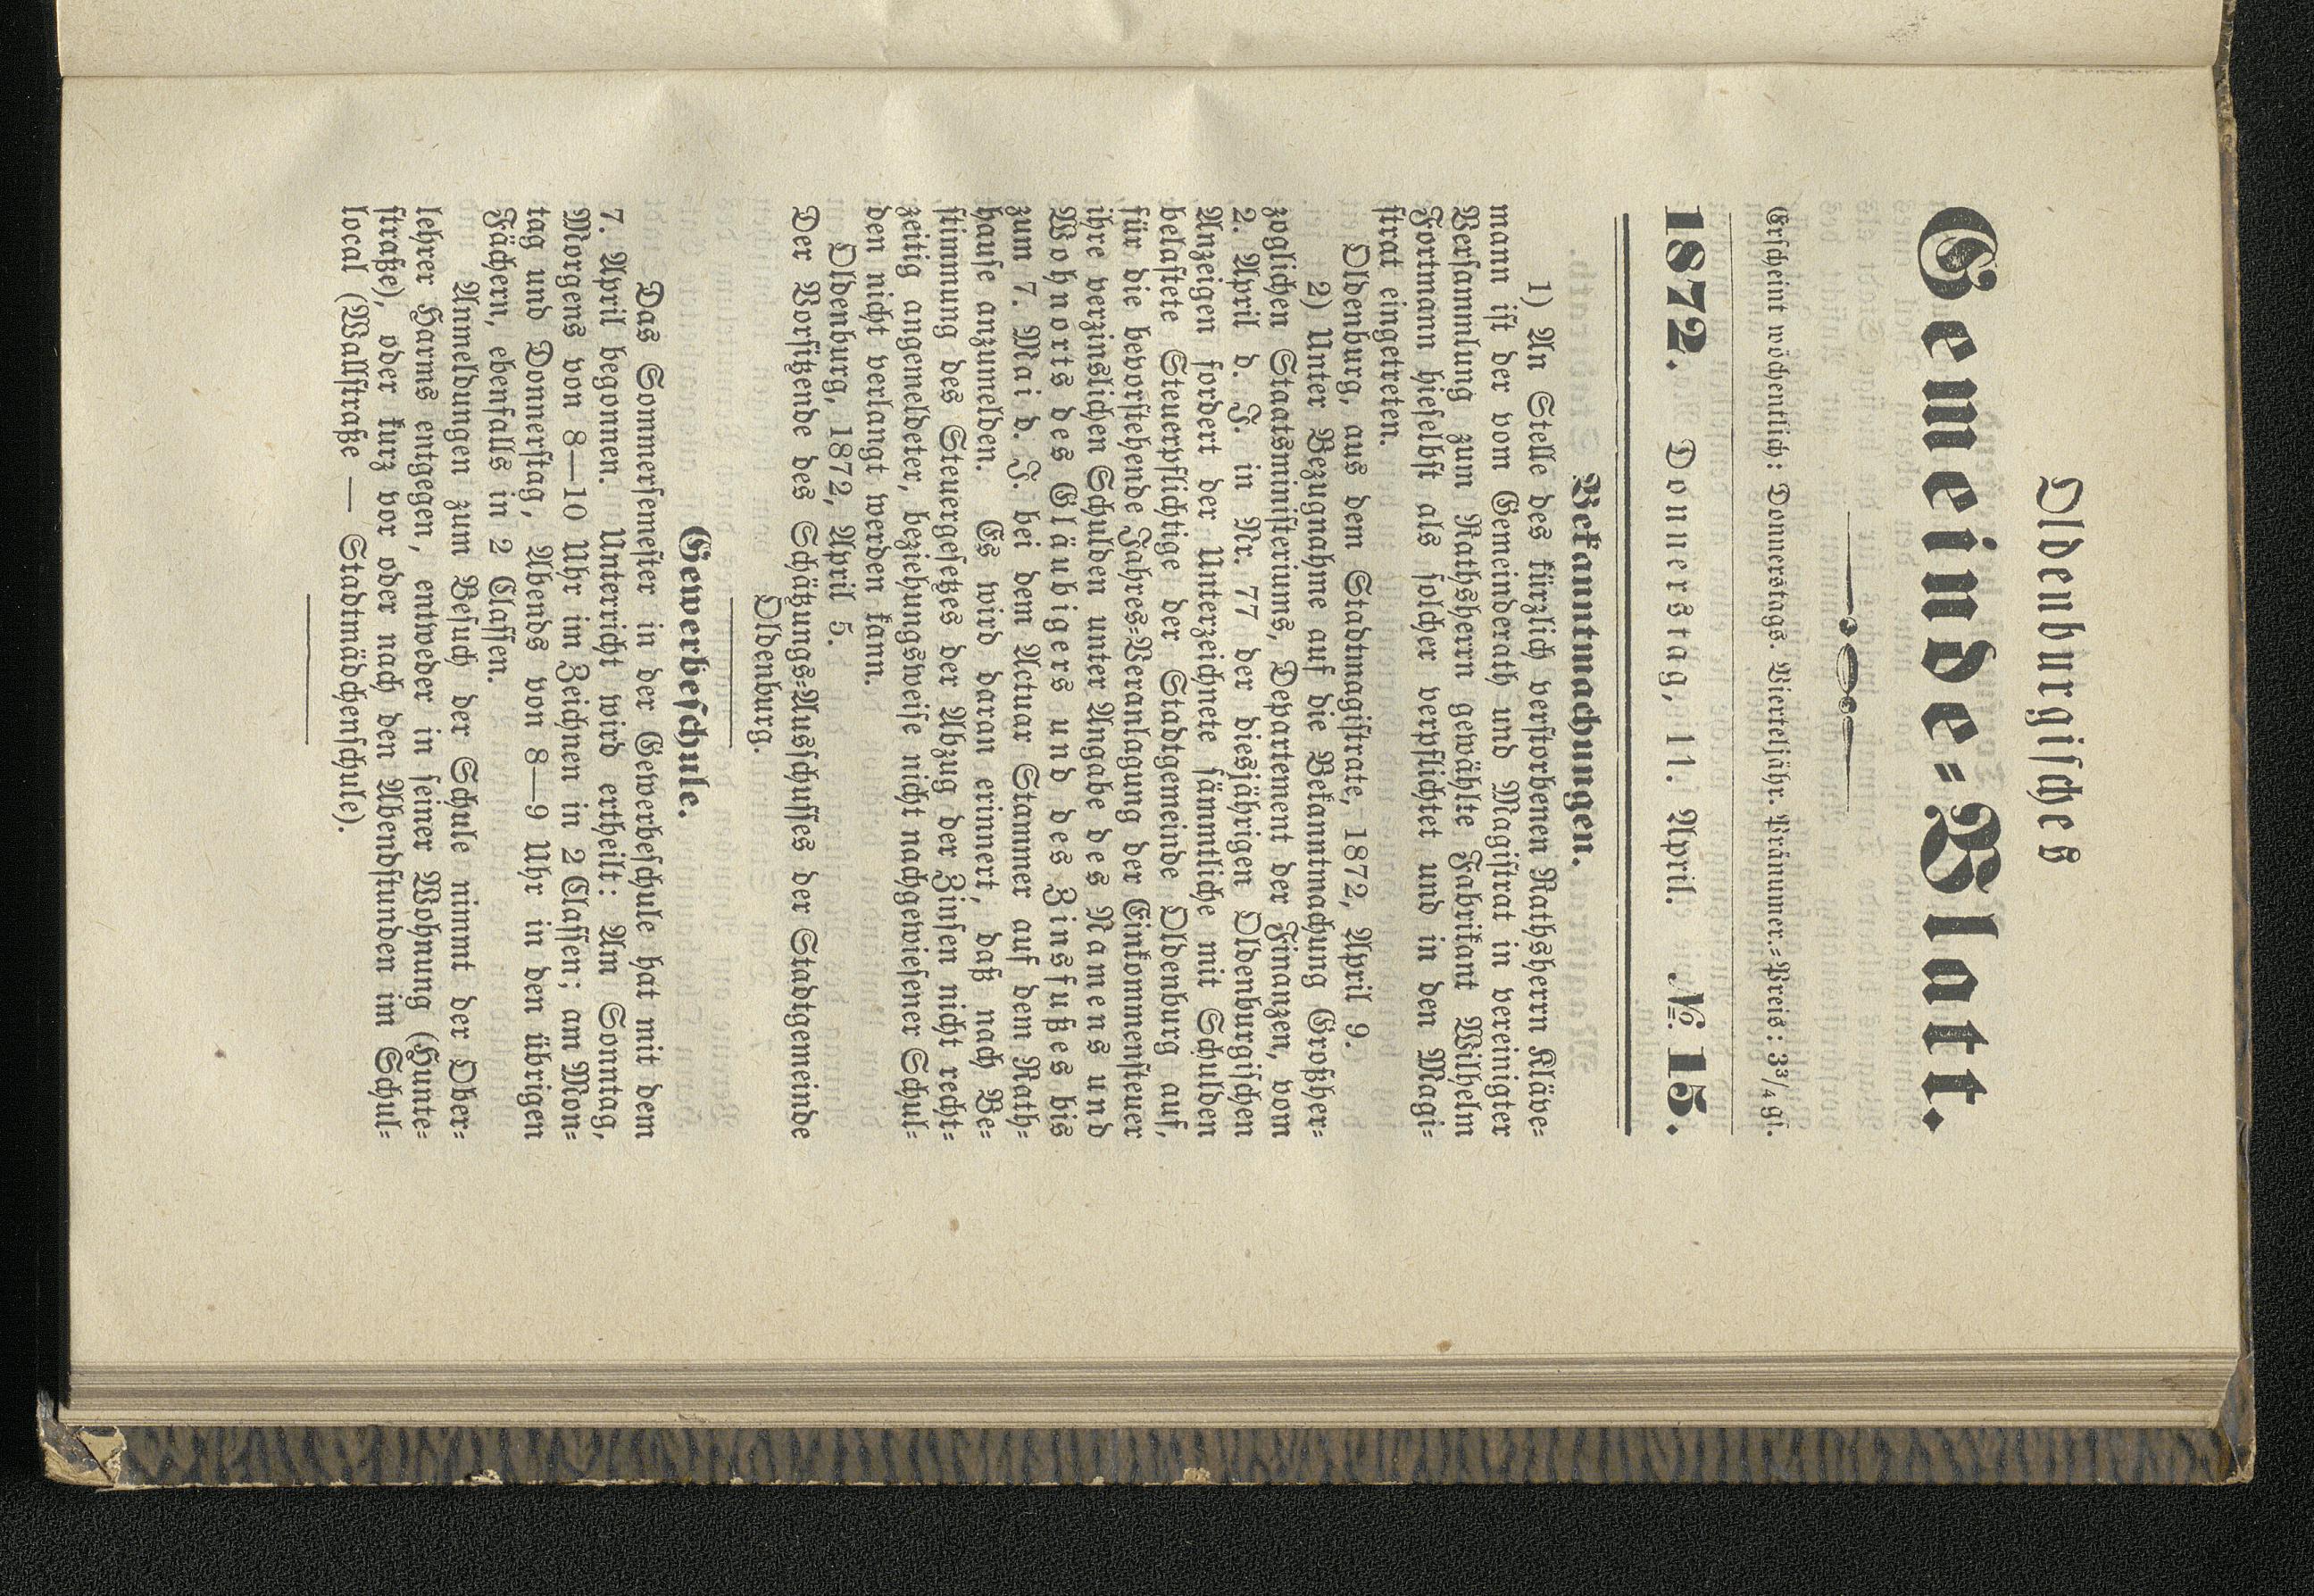 Oldenburgisches
Gemeinde-Blatt.
Erscheint wöchentlich: Donnerstags. Vierteljähr. Pränumer.-Preis: 3¾ gr.
1872. Donnerstag, 11. April. №. 15.
Bekanntmachungen.
1) An Stelle des kürzlich verstorbenen Rathsherrn Kläve-
mann ist der vom Gemeinderath und Magistrat in vereinigter
Versammlung zum Rathsherrn gewählte Fabrikant Wilhelm
Fortmann hieselbst als solcher verpflichtet und in den Magi-
strat eingetreten.
Oldenburg, aus dem Stadtmagistrate, 1872, April 9.
2) Unter Bezugnahme auf die Bekanntmachung Großher-
zoglichen Staatsministeriums, Departement der Finanzen, vom
2. April d. J. in Nr. 77 der diesjährigen Oldenburgischen
Anzeigen fordert der Unterzeichnete sämmtliche mit Schulden
belastete Steuerpflichtige der Stadtgemeinde Oldenburg auf,
für die bevorstehende Jahres-Veranlagung der Einkommensteuer
ihre verzinslichen Schulden unter Angabe des Namens und
Wohnorts des Gläubigers und des Zinsfußes bis
zum 7. Mai d. J. bei dem Actuar Stammer auf dem Rath-
hause anzumelden. Es wird daran erinnert, daß nach Be-
stimmung des Steuergesetzes der Abzug der Zinsen nicht recht-
zeitig angemeldeter, beziehungsweise nicht nachgewiesener Schul-
den nicht verlangt werden kann.
Oldenburg, 1872, April 5.
Der Vorsitzende des Schätzungs-Ausschusses der Stadtgemeinde
Oldenburg.
Gewerbeschule.
Das Sommersemester in der Gewerbeschule hat mit dem
7. April begonnen. Unterricht wird ertheilt: Am Sonntag,
Morgens von 8—10 Uhr im Zeichnen in 2 Classen; am Mon-
tag und Donnerstag, Abends von 8—9 Uhr in den übrigen
Fächern, ebenfalls in 2 Classen.
Anmeldungen zum Besuch der Schule nimmt der Ober-
lehrer Harms entgegen, entweder in seiner Wohnung (Hunte-
straße), oder kurz vor oder nach den Abendstunden im Schul-
local (Wallstraße — Stadtmädchenschule).